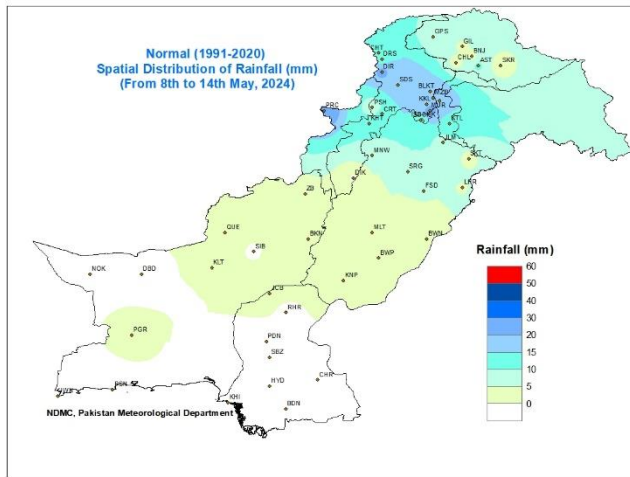 Normal (1991-2020)
Spatial Distribution of Rainfall (mm)
(From 8th to 14th May, 2024)
GPS
GIL
BNJ
CHL
AST
SKR
CHT
DRS
DIR
SDS
BLKT
KKL
PRC
PSH
CRT
KTL
JLM
MNW
SRG
SKT
DIK
FSD
LHR
ZB
QUE
SIB
BKN
MLT
BWN
BWP
KLT
NOK
DBD
KNP
JCB
RHR
PGR
PDN
SBZ
HYD
CHR
KHI
BDN
Rainfall (mm)
60
50
40
30
20
15
10
5
0
NDMC, Pakistan Meteorological Department